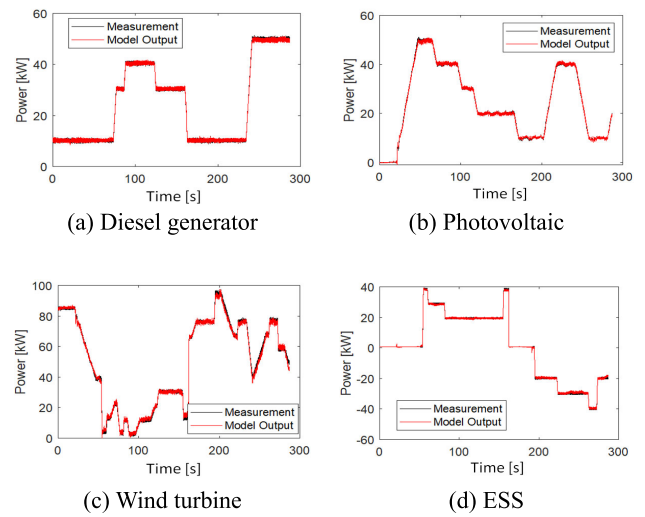 60
40
20
0
Power [kW]
Measurement
Model Output
0 100 200 300
Time [s]
(a) Diesel generator
60
40
20
0
Power [kW]
Measurement
Model Output
0 100 200 300
Time [s]
(b) Photovoltaic
100
80
60
40
20
0
Power [kW]
Measurement
Model Output
0 50 100 150 200 250 300
Time [s]
(c) Wind turbine
40
20
0
-20
-40
-60
Power [kW]
Measurement
Model Output
0 100 200 300
Time [s]
(d) ESS